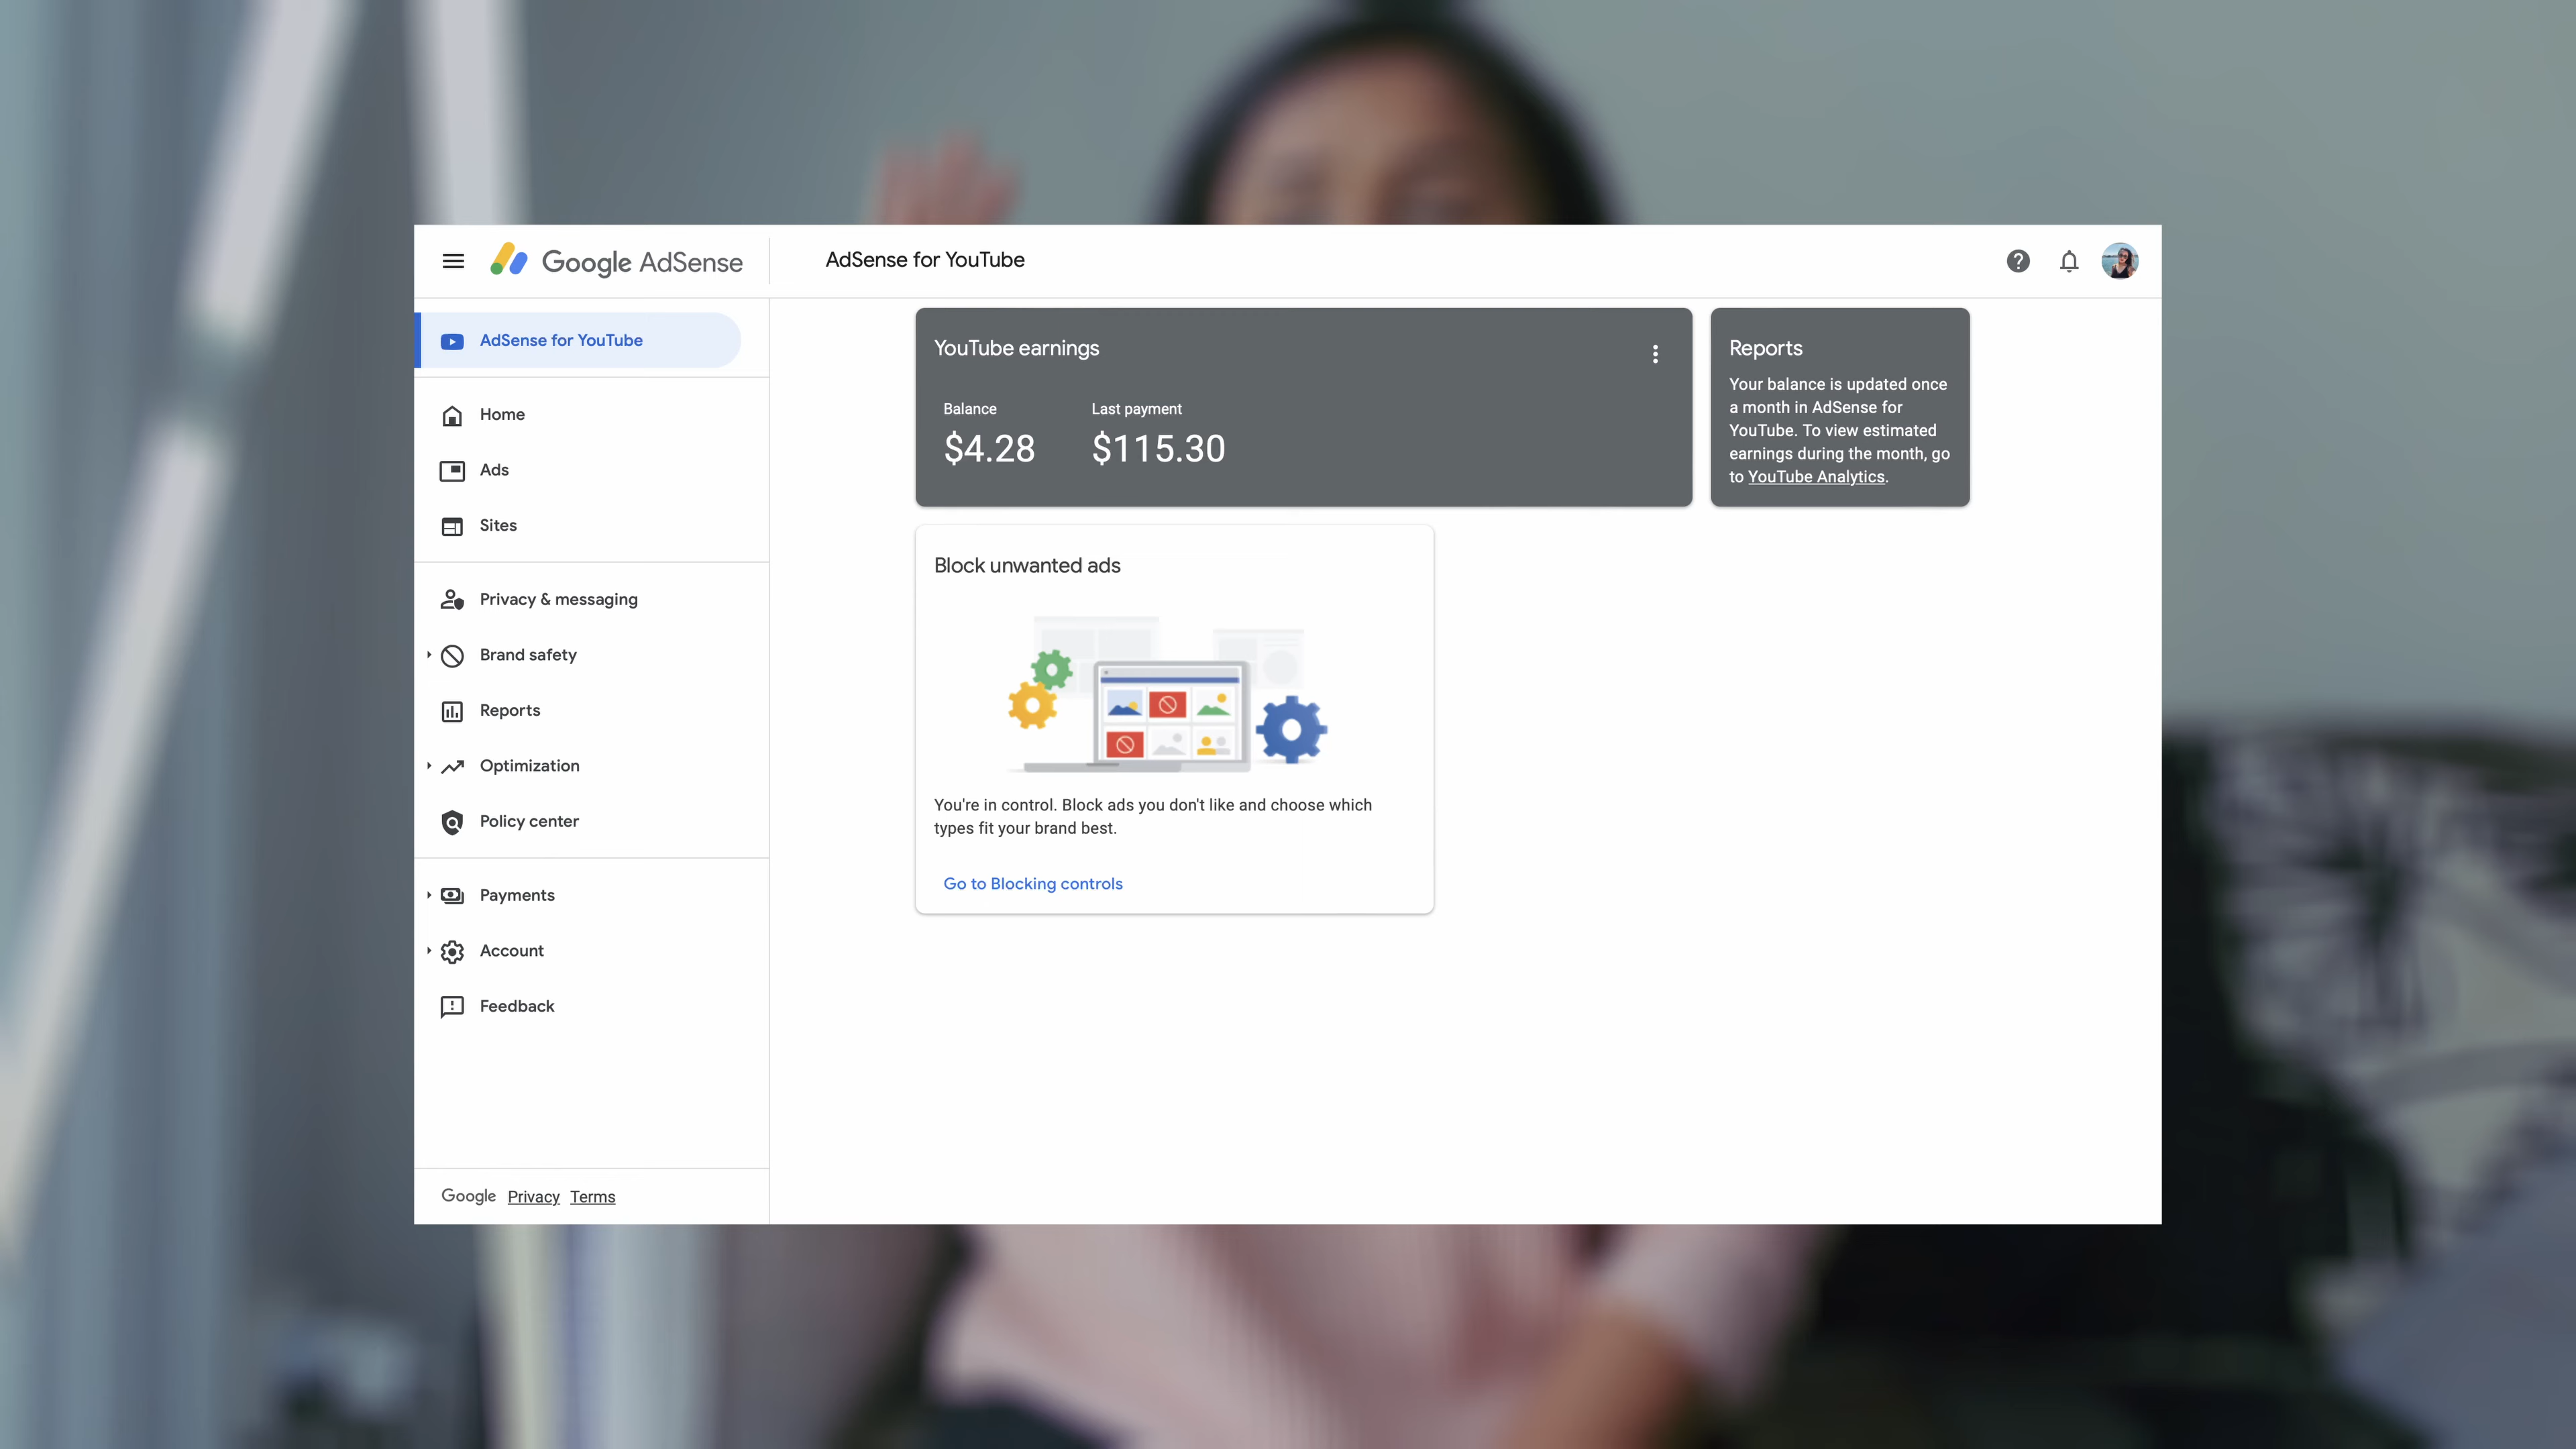 Google AdSense
AdSense for YouTube
AdSense for YouTube
Home
Ads
Sites
Privacy & messaging
Brand safety
Reports
Optimization
Policy center
Payments
Account
Feedback
Google Privacy Terms
YouTube earnings
Balance
$4.28
Last payment
$115.30
Reports
Your balance is updated once
a month in AdSense for
YouTube. To view estimated
earnings during the month, go
to YouTube Analytics.
Block unwanted ads
You're in control. Block ads you don't like and choose which
types fit your brand best.
Go to Blocking controls